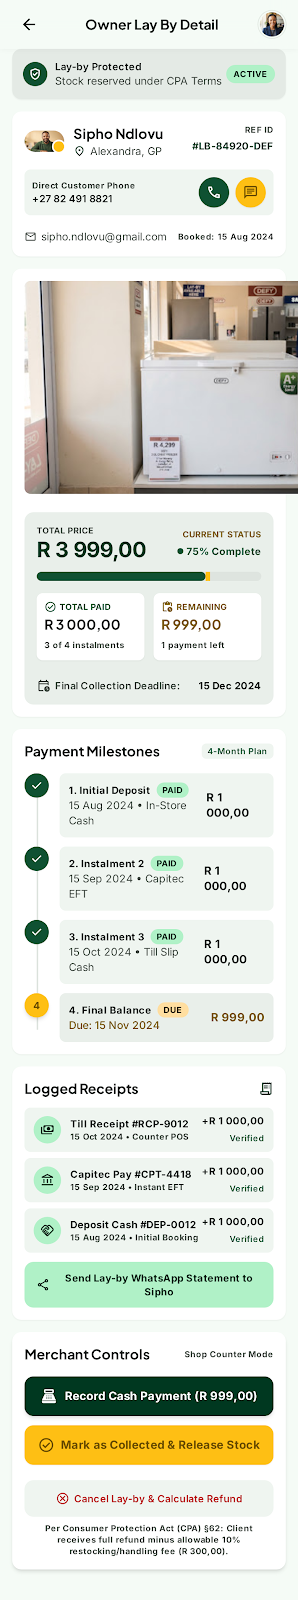 Owner Lay By Detail
Lay-by Protected
Stock reserved under CPA Terms
ACTIVE
Sipho Ndlovu
Alexandra, GP
REF ID
#LB-84920-DEF
Direct Customer Phone
+27 82 491 8821
sipho.ndlovu@gmail.com
Booked: 15 Aug 2024
LAY-BY
AVAILABLE
HERE
DEFY
DEFY
A+
R 4,299
TOTAL PRICE
R 3 999,00
CURRENT STATUS
75% Complete
TOTAL PAID
R 3 000,00
3 of 4 instalments
REMAINING
R 999,00
1 payment left
Final Collection Deadline:
15 Dec 2024
Payment Milestones
4-Month Plan
1. Initial Deposit
PAID
15 Aug 2024 • In-Store
Cash
R 1
000,00
2. Instalment 2
PAID
15 Sep 2024 • Capitec
EFT
R 1
000,00
3. Instalment 3
PAID
15 Oct 2024 • Till Slip
Cash
R 1
000,00
4
4. Final Balance
DUE
Due: 15 Nov 2024
R 999,00
Logged Receipts
Till Receipt #RCP-9012
15 Oct 2024 • Counter POS
+R 1 000,00
Verified
Capitec Pay #CPT-4418
15 Sep 2024 • Instant EFT
+R 1 000,00
Verified
Deposit Cash #DEP-0012
15 Aug 2024 • Initial Booking
+R 1 000,00
Verified
Send Lay-by WhatsApp Statement to
Sipho
Merchant Controls
Shop Counter Mode
Record Cash Payment (R 999,00)
Mark as Collected & Release Stock
Cancel Lay-by & Calculate Refund
Per Consumer Protection Act (CPA) §62: Client
receives full refund minus allowable 10%
restocking/handling fee (R 300,00).